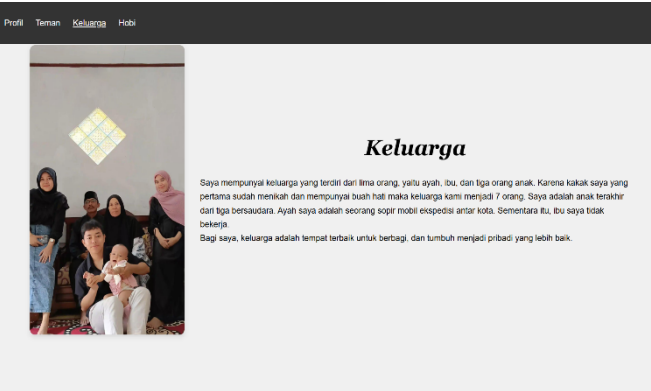 Profil Teman Keluarga Hobi
Keluarga
Saya mempunyai keluarga yang terdiri dari lima orang, yaitu ayah, ibu, dan tiga orang anak. Karena kakak saya yang
pertama sudah menikah dan mempunyai buah hati maka keluarga kami menjadi 7 orang. Saya adalah anak terakhir
dari tiga bersaudara. Ayah saya adalah seorang sopir mobil ekspedisi antar kota. Sementara itu, ibu saya tidak
bekerja.
Bagi saya, keluarga adalah tempat terbaik untuk berbagi, dan tumbuh menjadi pribadi yang lebih baik.